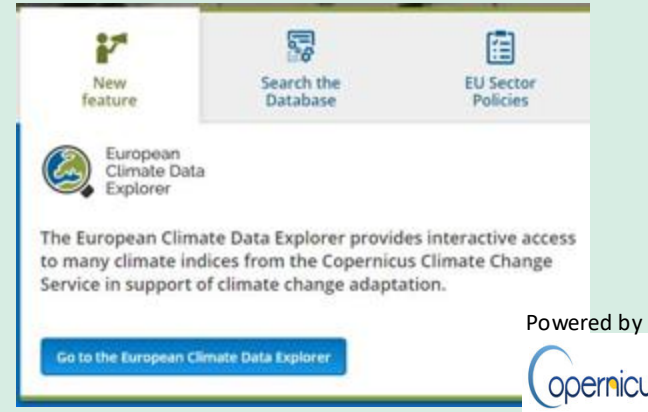 New
feature
Search the
Database
EU Sector
Policies
European
Climate Data
Explorer
The European Climate Data Explorer provides interactive access
to many climate indices from the Copernicus Climate Change
Service in support of climate change adaptation.
Go to the European Climate Data Explorer
Powered by
opernicu